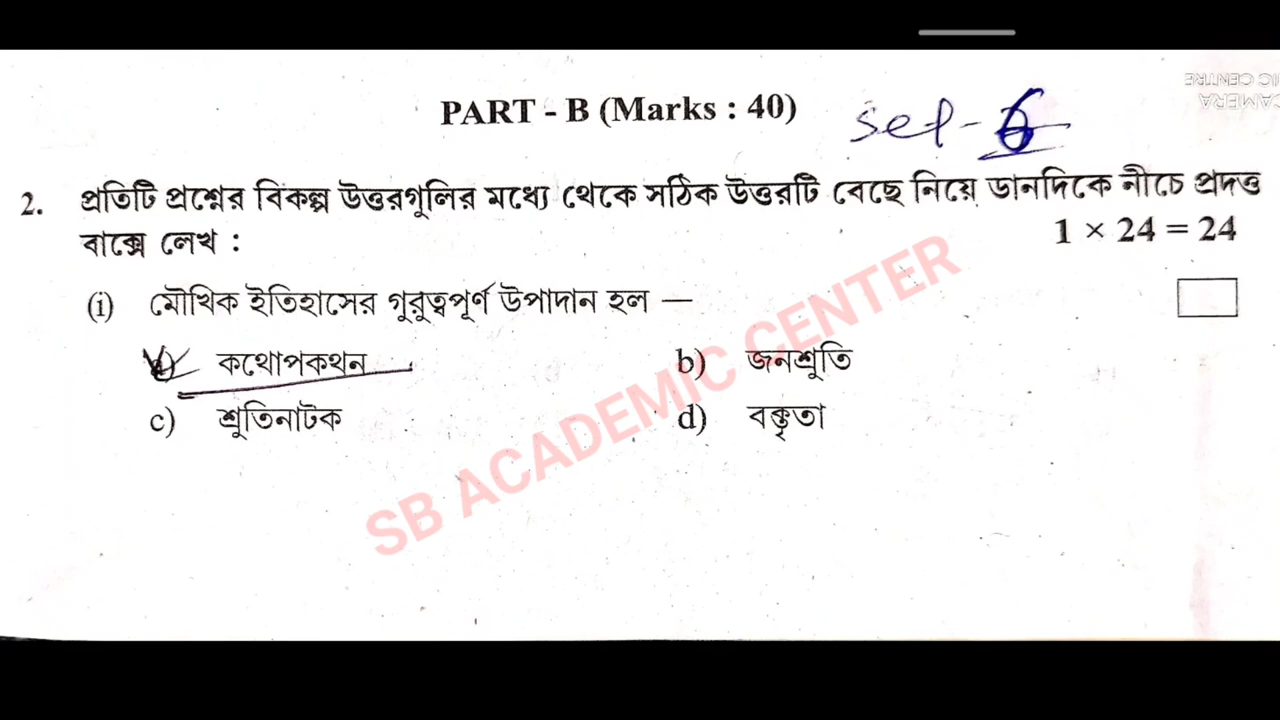 PART - B (Marks : 40)
Set - 6
2. প্রতিটি প্রশ্নের বিকল্প উত্তরগুলির মধ্যে থেকে সঠিক উত্তরটি বেছে নিয়ে ডানদিকে নীচে প্রদত্ত
বাক্সে লেখ : 1 × 24 = 24
(i) মৌখিক ইতিহাসের গুরুত্বপূর্ণ উপাদান হল —
কথোপকথন b) জনশ্রুতি
c) শ্রুতিনাটক d) বক্তৃতা
SB ACADEMIC CENTER